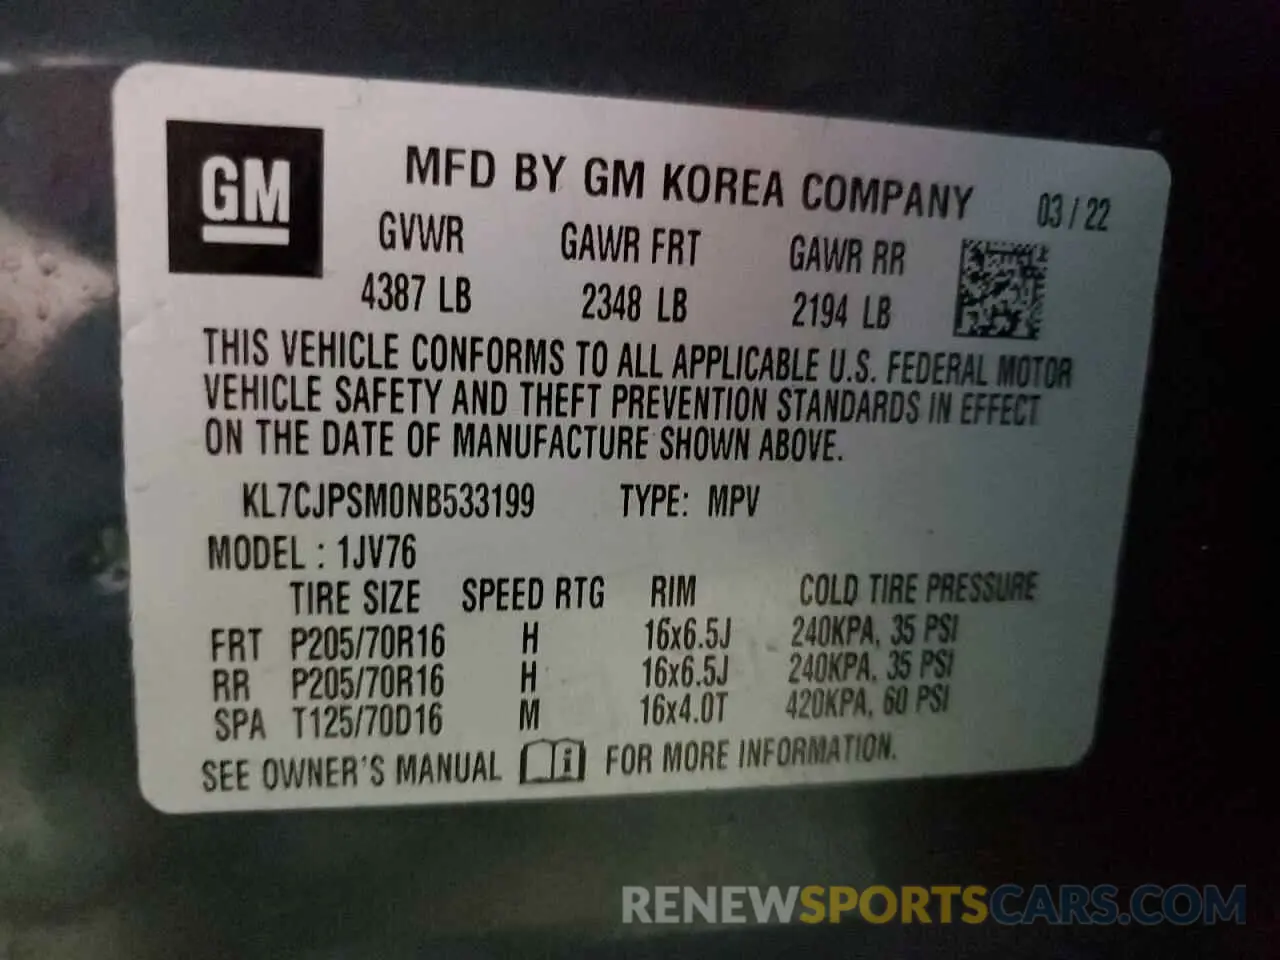 GM
MFD BY GM KOREA COMPANY 03/22
GVWR GAWR FRT GAWR RR
4387 LB 2348 LB 2194 LB
THIS VEHICLE CONFORMS TO ALL APPLICABLE U.S. FEDERAL MOTOR
VEHICLE SAFETY AND THEFT PREVENTION STANDARDS IN EFFECT
ON THE DATE OF MANUFACTURE SHOWN ABOVE.
KL7CJPSM0NB533199 TYPE: MPV
MODEL : 1JV76
TIRE SIZE SPEED RTG RIM COLD TIRE PRESSURE
FRT P205/70R16 H 16x6.5J 240KPA, 35 PSI
RR P205/70R16 H 16x6.5J 240KPA, 35 PSI
SPA T125/70D16 M 16x4.0T 420KPA, 60 PSI
SEE OWNER'S MANUAL i FOR MORE INFORMATION.
RENEWSPORTSCARS.COM